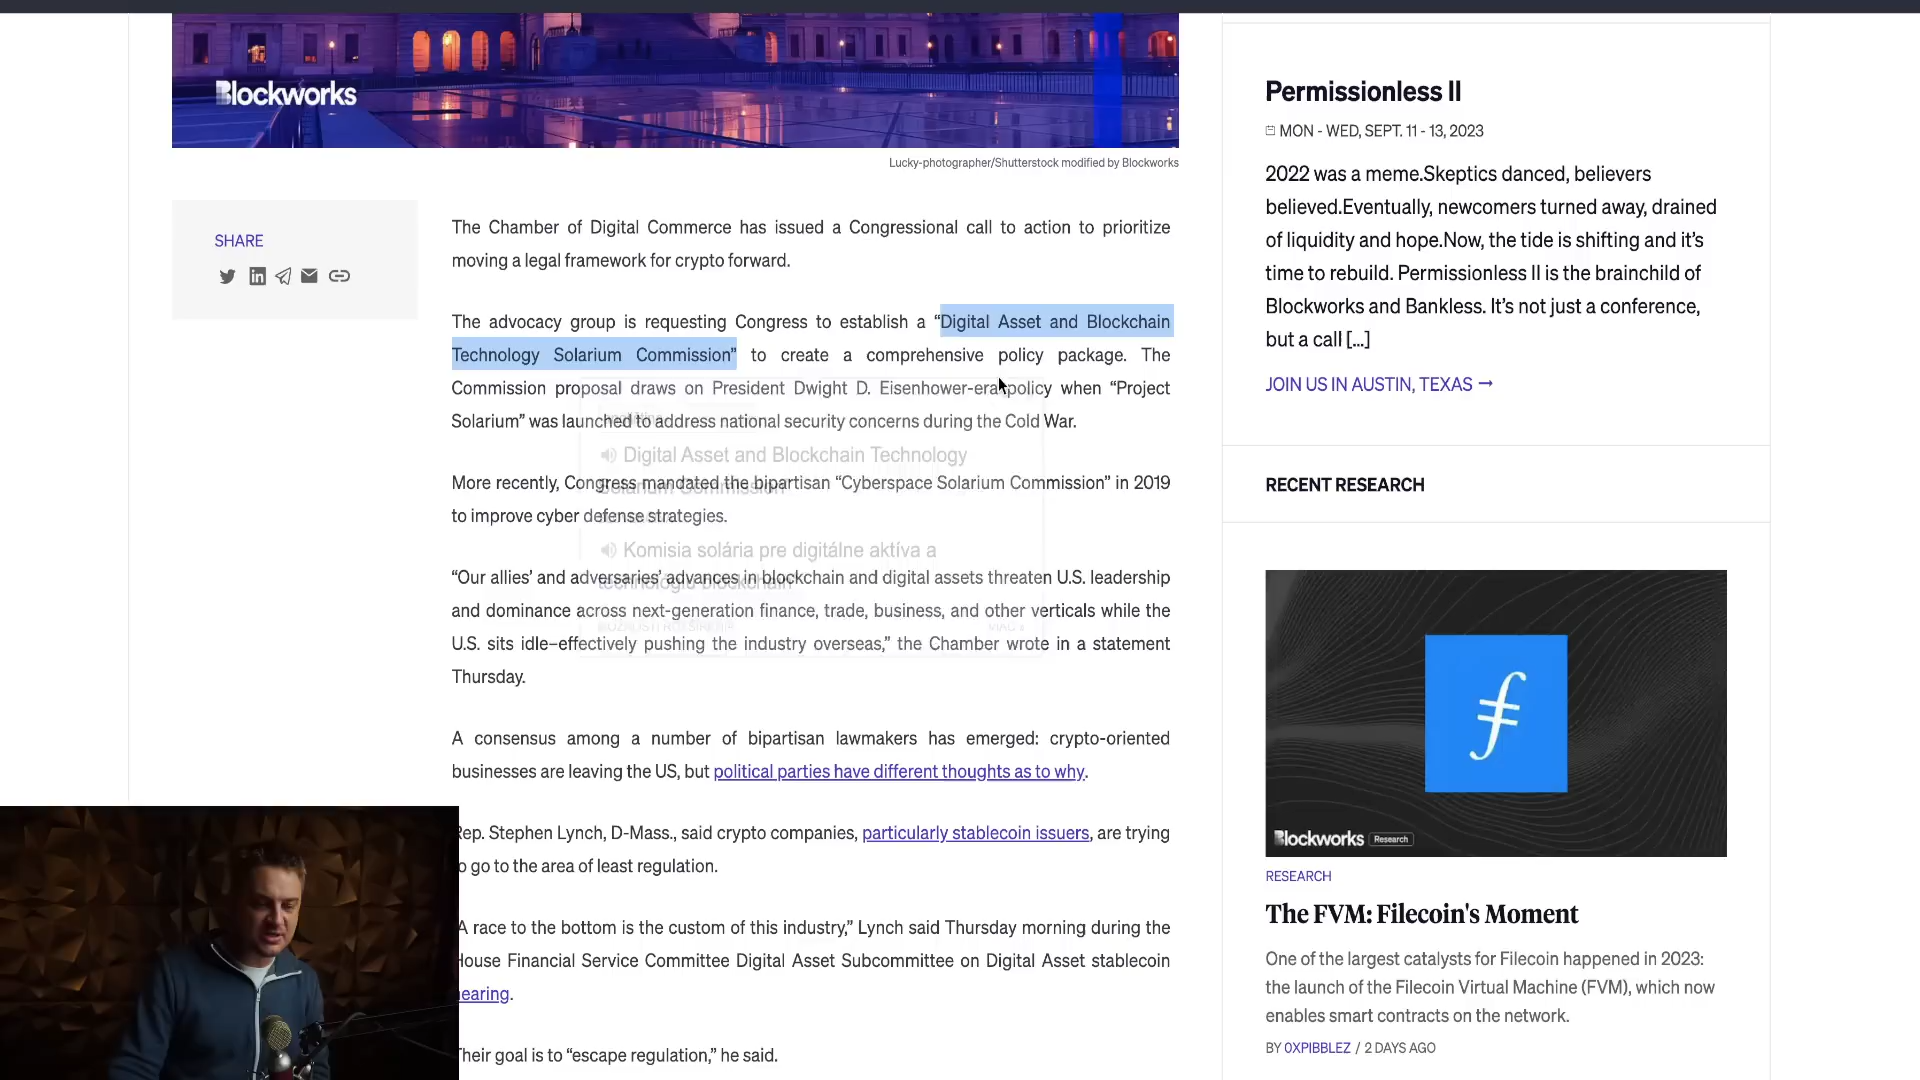 Blockworks
Lucky-photographer/Shutterstock modified by Blockworks
SHARE
The Chamber of Digital Commerce has issued a Congressional call to action to prioritize
moving a legal framework for crypto forward.
The advocacy group is requesting Congress to establish a “Digital Asset and Blockchain
Technology Solarium Commission” to create a comprehensive policy package. The
Commission proposal draws on President Dwight D. Eisenhower-era policy when “Project
Solarium” was launched to address national security concerns during the Cold War.
Digital Asset and Blockchain Technology
Solarium Commission
More recently, Congress mandated the bipartisan “Cyberspace Solarium Commission” in 2019
to improve cyber defense strategies.
Komisia solária pre digitálne aktíva a
technológiu blockchain
“Our allies’ and adversaries’ advances in blockchain and digital assets threaten U.S. leadership
and dominance across next-generation finance, trade, business, and other verticals while the
U.S. sits idle–effectively pushing the industry overseas,” the Chamber wrote in a statement
Thursday.
A consensus among a number of bipartisan lawmakers has emerged: crypto-oriented
businesses are leaving the US, but political parties have different thoughts as to why.
Rep. Stephen Lynch, D-Mass., said crypto companies, particularly stablecoin issuers, are trying
to go to the area of least regulation.
A race to the bottom is the custom of this industry,” Lynch said Thursday morning during the
House Financial Service Committee Digital Asset Subcommittee on Digital Asset stablecoin
hearing.
Their goal is to “escape regulation,” he said.
Permissionless II
MON - WED, SEPT. 11 - 13, 2023
2022 was a meme.Skeptics danced, believers
believed.Eventually, newcomers turned away, drained
of liquidity and hope.Now, the tide is shifting and it’s
time to rebuild. Permissionless II is the brainchild of
Blockworks and Bankless. It’s not just a conference,
but a call [...]
JOIN US IN AUSTIN, TEXAS →
RECENT RESEARCH
Blockworks Research
RESEARCH
The FVM: Filecoin's Moment
One of the largest catalysts for Filecoin happened in 2023:
the launch of the Filecoin Virtual Machine (FVM), which now
enables smart contracts on the network.
BY 0XPIBBLEZ / 2 DAYS AGO